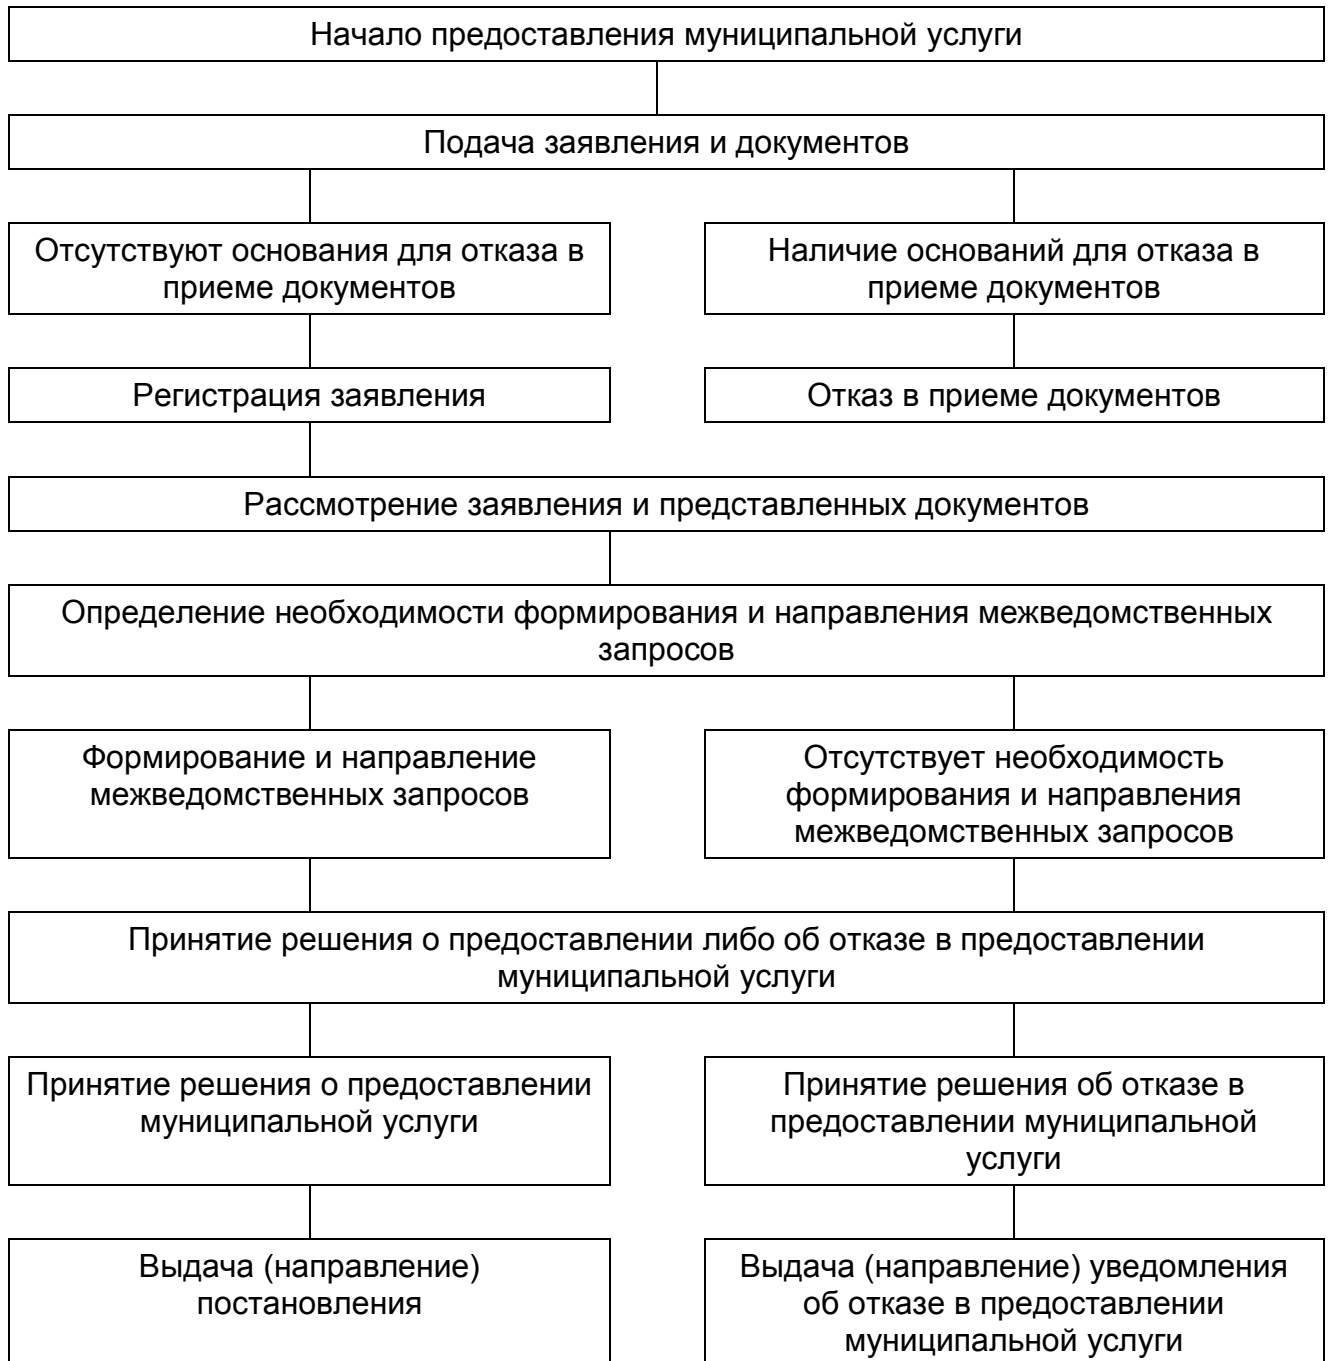 Начало предоставления муниципальной услуги
Подача заявления и документов
Отсутствуют основания для отказа в
приеме документов
Наличие оснований для отказа в
приеме документов
Регистрация заявления
Отказ в приеме документов
Рассмотрение заявления и представленных документов
Определение необходимости формирования и направления межведомственных
запросов
Формирование и направление
межведомственных запросов
Отсутствует необходимость
формирования и направления
межведомственных запросов
Принятие решения о предоставлении либо об отказе в предоставлении
муниципальной услуги
Принятие решения о предоставлении
муниципальной услуги
Принятие решения об отказе в
предоставлении муниципальной
услуги
Выдача (направление)
постановления
Выдача (направление) уведомления
об отказе в предоставлении
муниципальной услуги